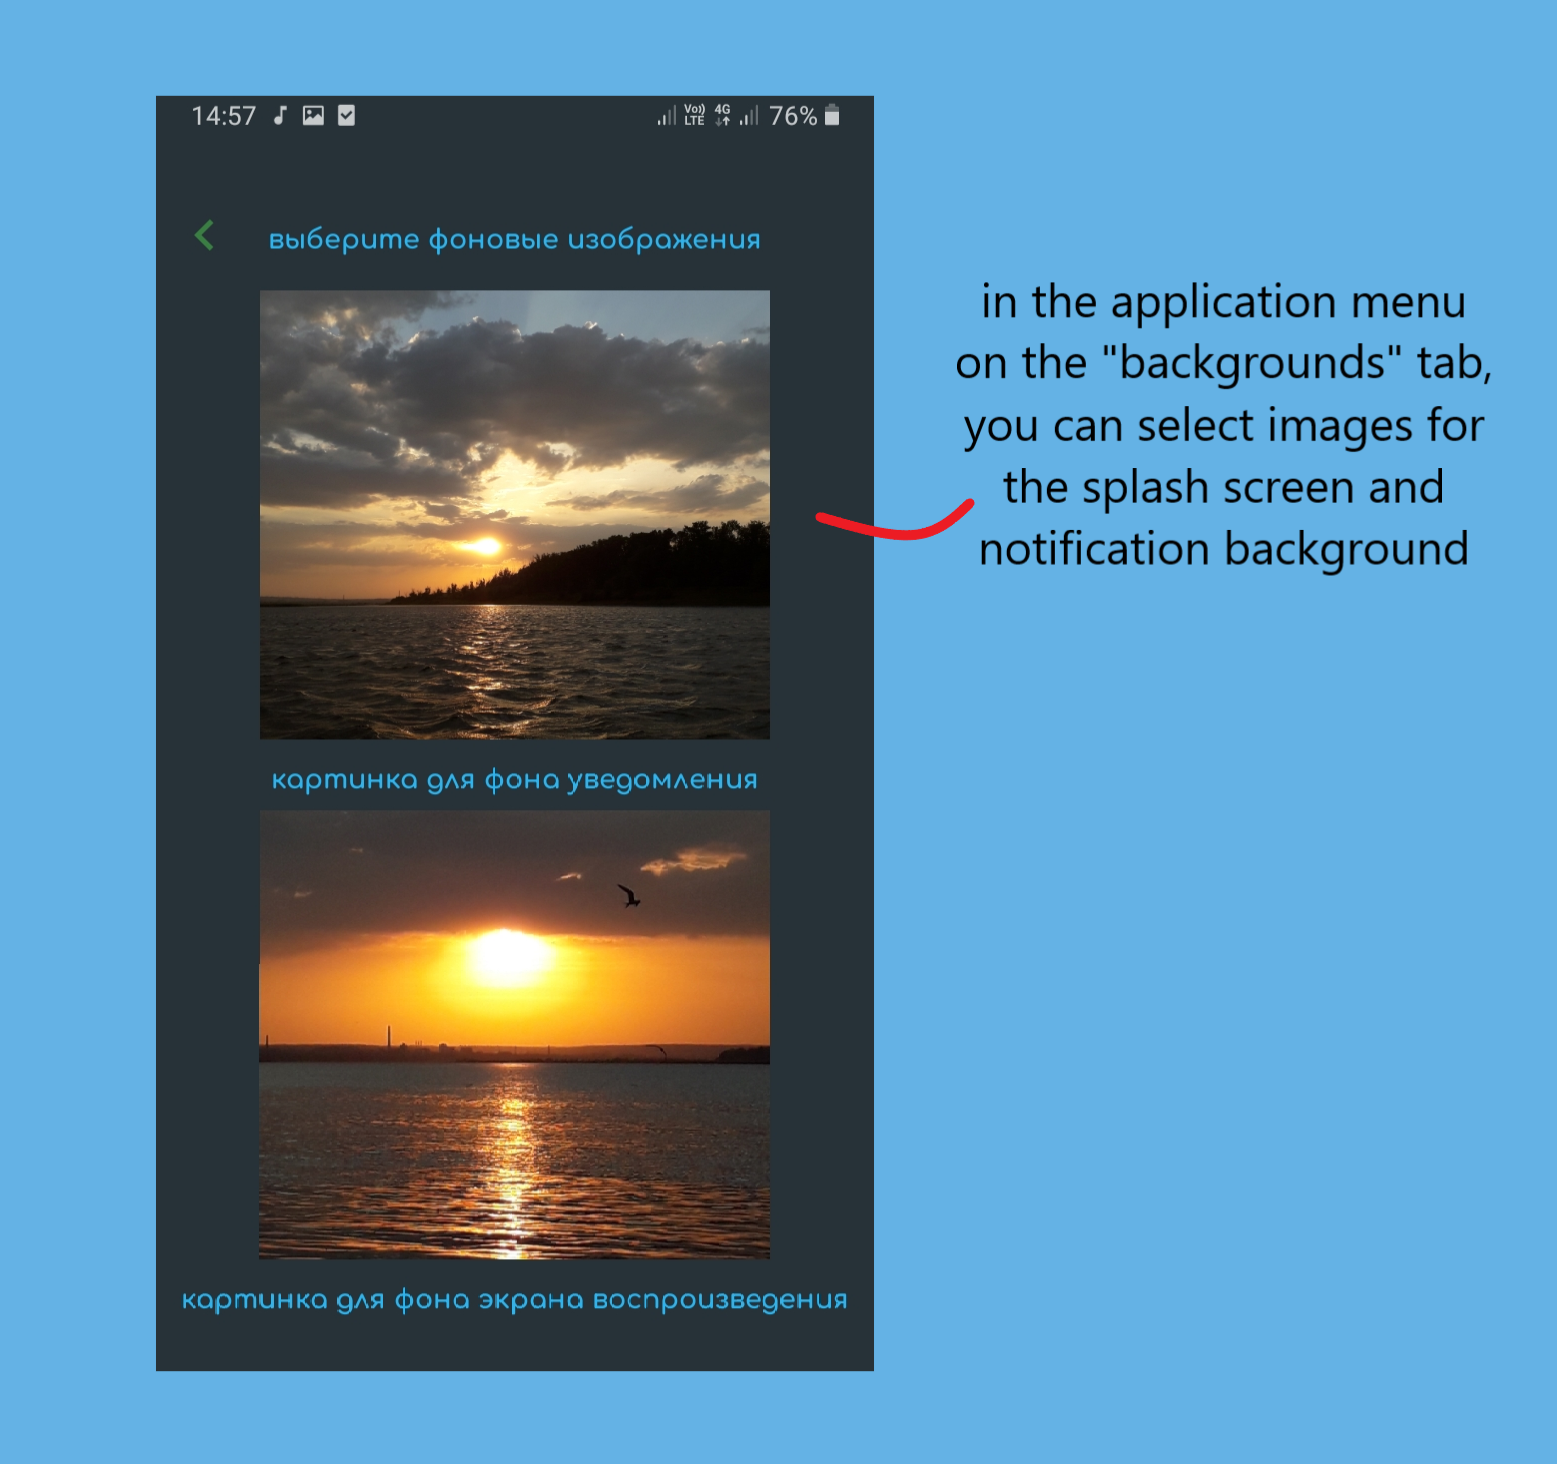 14:57 Vo)) LTE 4G 76%
выберите фоновые изображения
картинка для фона уведомления
картинка для фона экрана воспроизведения
in the application menu
on the "backgrounds" tab,
you can select images for
the splash screen and
notification background